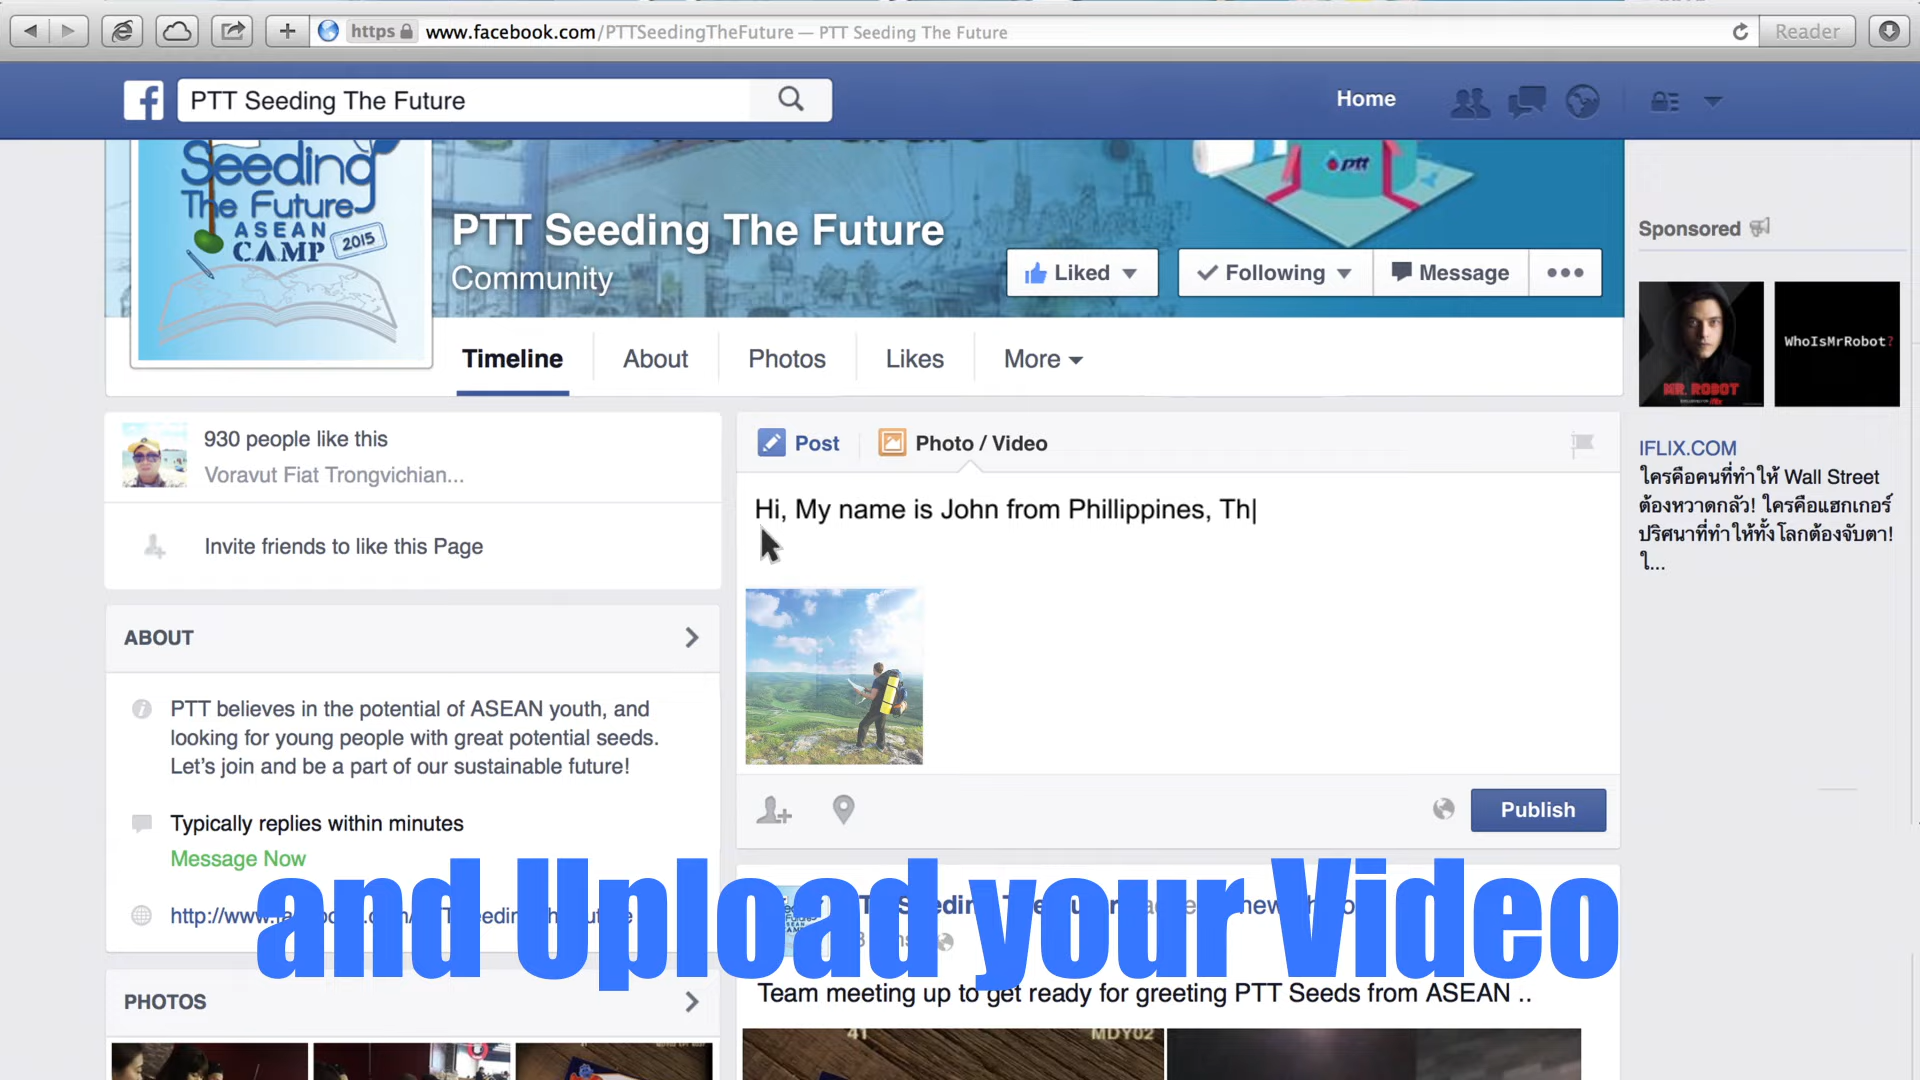 https www.facebook.com/PTTSeedingTheFuture — PTT Seeding The Future
Reader
PTT Seeding The Future
Home
Seeding
The Future
ASEAN
CAMP 2015
ptt
PTT Seeding The Future
Community
Liked
Following
Message
Timeline
About
Photos
Likes
More
Sponsored
MR. ROBOT
WhoIsMrRobot?
IFLIX.COM
ใครคือคนที่ทำให้ Wall Street
ต้องหวาดกลัว! ใครคือแฮกเกอร์
ปริศนาที่ทำให้ทั้งโลกต้องจับตา!
ใ...
930 people like this
Voravut Fiat Trongvichian...
Invite friends to like this Page
ABOUT
PTT believes in the potential of ASEAN youth, and
looking for young people with great potential seeds.
Let's join and be a part of our sustainable future!
Typically replies within minutes
Message Now
PHOTOS
Post
Photo / Video
Hi, My name is John from Phillippines, Th
Publish
and Upload your Video
Team meeting up to get ready for greeting PTT Seeds from ASEAN ..
41
MDY02